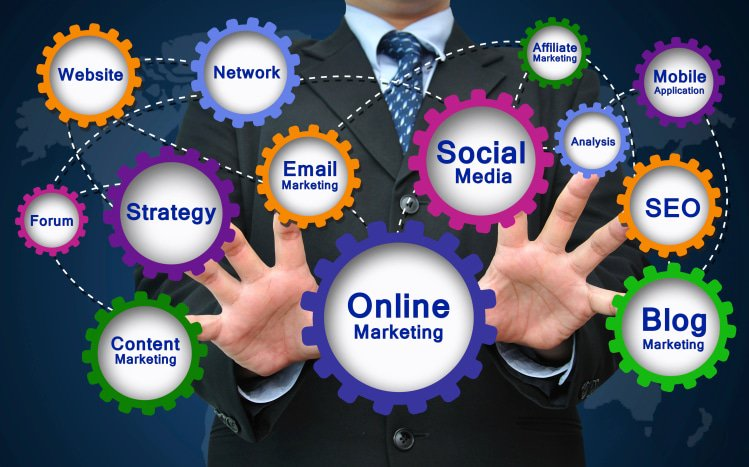 Website
Network
Affiliate
Marketing
Mobile
Application
Email
Marketing
Social
Media
Analysis
Forum
Strategy
SEO
Online
Marketing
Content
Marketing
Blog
Marketing